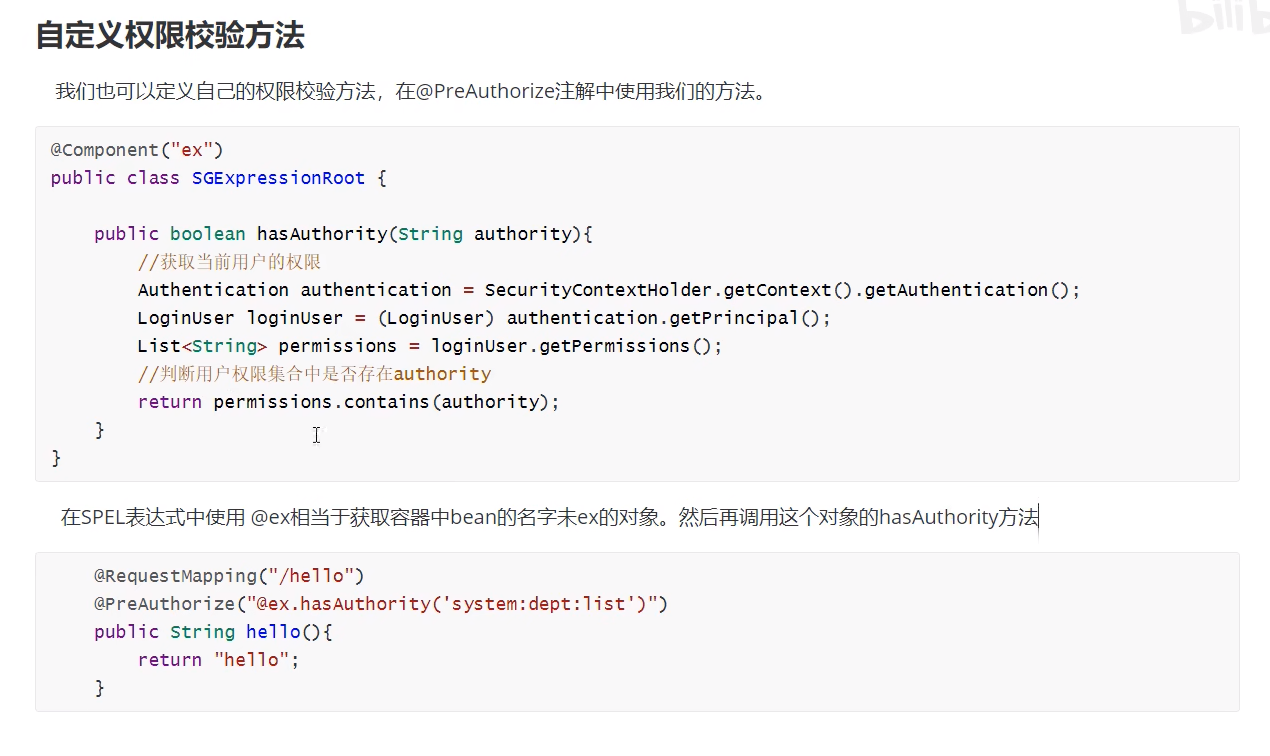 自定义权限校验方法
我们也可以定义自己的权限校验方法，在@PreAuthorize注解中使用我们的方法。
@Component("ex")
public class SGExpressionRoot {
    public boolean hasAuthority(String authority){
        //获取当前用户的权限
        Authentication authentication = SecurityContextHolder.getContext().getAuthentication();
        LoginUser loginUser = (LoginUser) authentication.getPrincipal();
        List<String> permissions = loginUser.getPermissions();
        //判断用户权限集合中是否存在authority
        return permissions.contains(authority);
    }
}
在SPEL表达式中使用 @ex相当于获取容器中bean的名字未ex的对象。然后再调用这个对象的hasAuthority方法
    @RequestMapping("/hello")
    @PreAuthorize("@ex.hasAuthority('system:dept:list')")
    public String hello(){
        return "hello";
    }